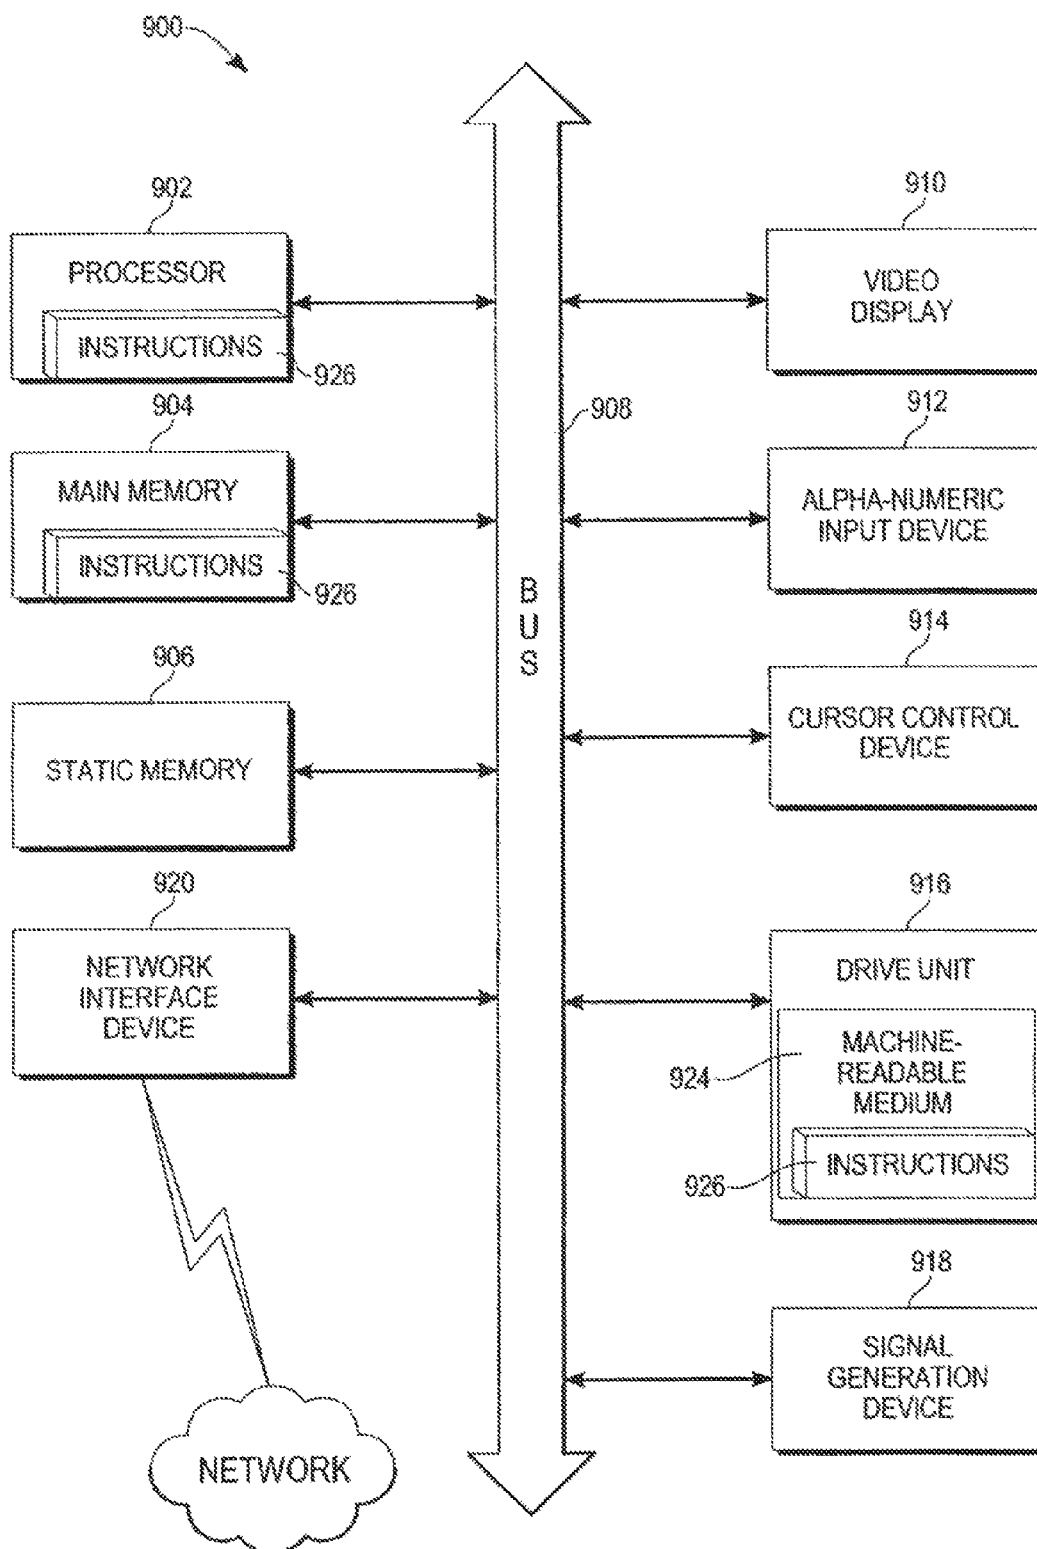 900
902
PROCESSOR
INSTRUCTIONS
926
904
MAIN MEMORY
INSTRUCTIONS
926
906
STATIC MEMORY
920
NETWORK
INTERFACE
DEVICE
NETWORK
BUS
908
910
VIDEO
DISPLAY
912
ALPHA-NUMERIC
INPUT DEVICE
914
CURSOR CONTROL
DEVICE
916
DRIVE UNIT
924
MACHINE-
READABLE
MEDIUM
926
INSTRUCTIONS
918
SIGNAL
GENERATION
DEVICE